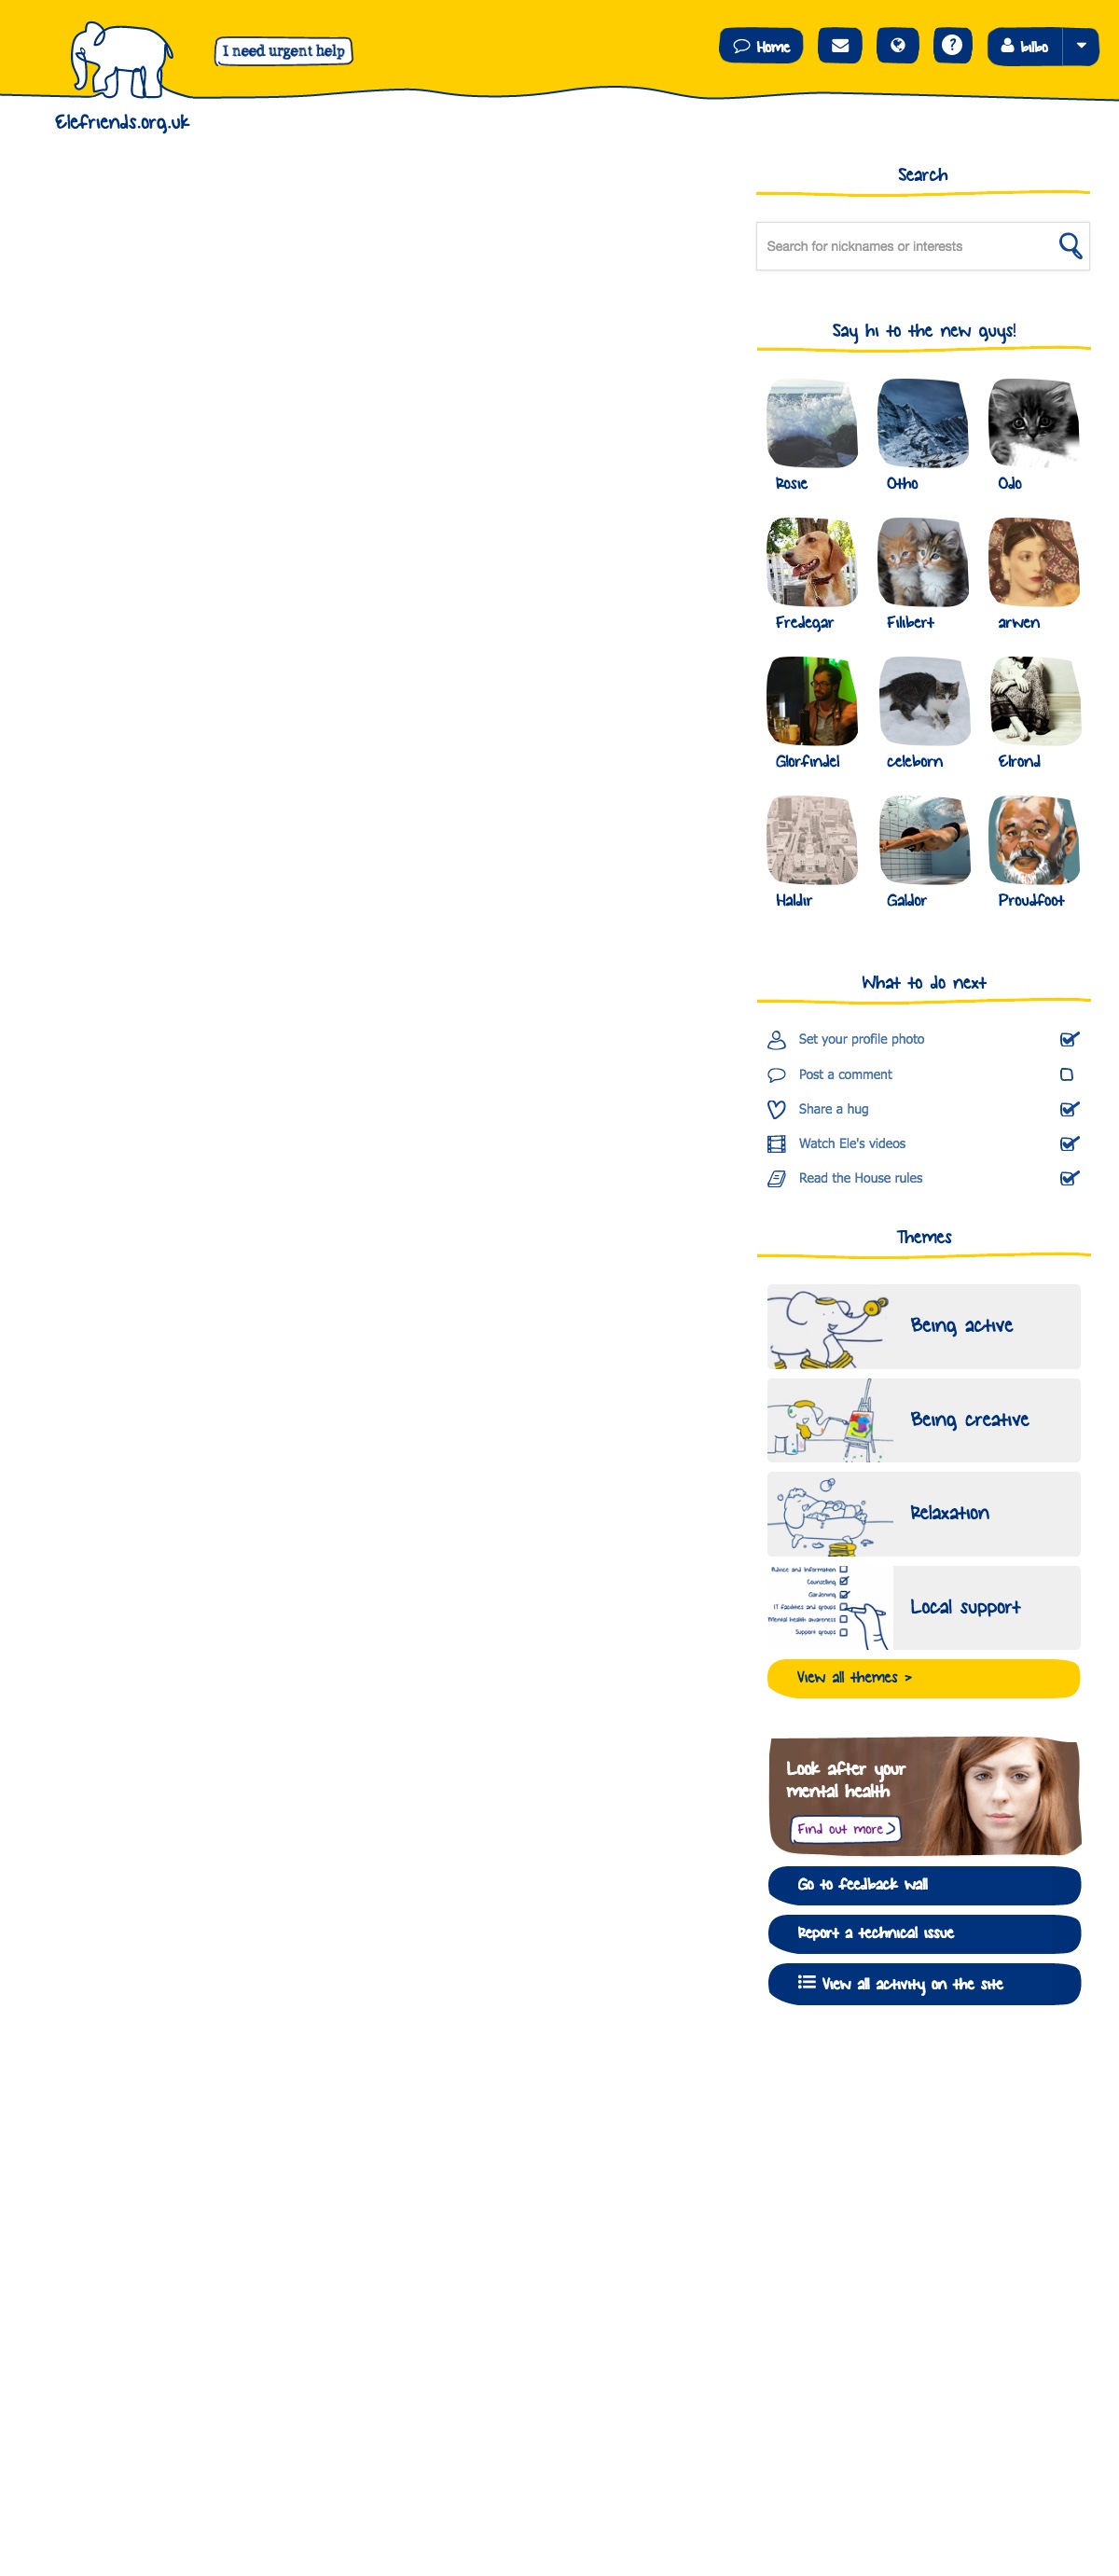 I need urgent help
Home
?
bilbo
Elefriends.org.uk
Search
Search for nicknames or interests
Say hi to the new guys!
Rosie Otho Odo
Fredegar Filibert arwen
Glorfindel celeborn Elrond
Haldir Galdor Proudfoot
What to do next
Set your profile photo
Post a comment
Share a hug
Watch Ele's videos
Read the House rules
Themes
Being active
Being creative
Relaxation
Advice and Information
Counselling
Gardening
IT facilities and groups
Mental health awareness
Support groups
Local support
View all themes >
Look after your
mental health
Find out more >
Go to feedback wall
Report a technical issue
View all activity on the site